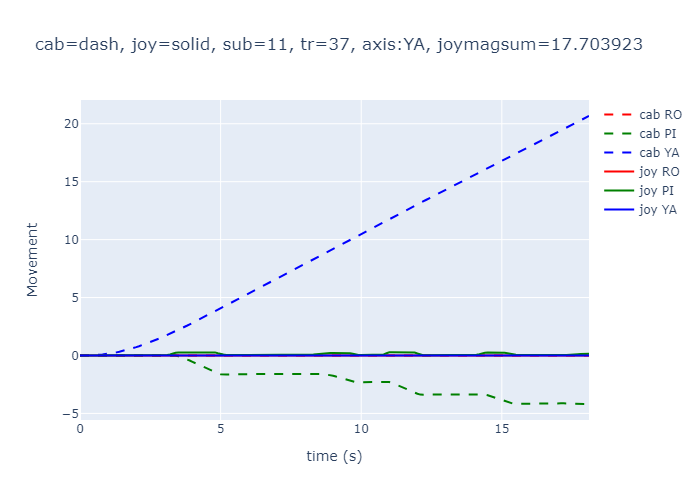 cab=dash, joy=solid, sub=11, tr=37, axis:YA, joymagsum=17.703923
cab RO
cab PI
cab YA
joy RO
joy PI
joy YA
Movement
20
15
10
5
0
−5
0 5 10 15
time (s)